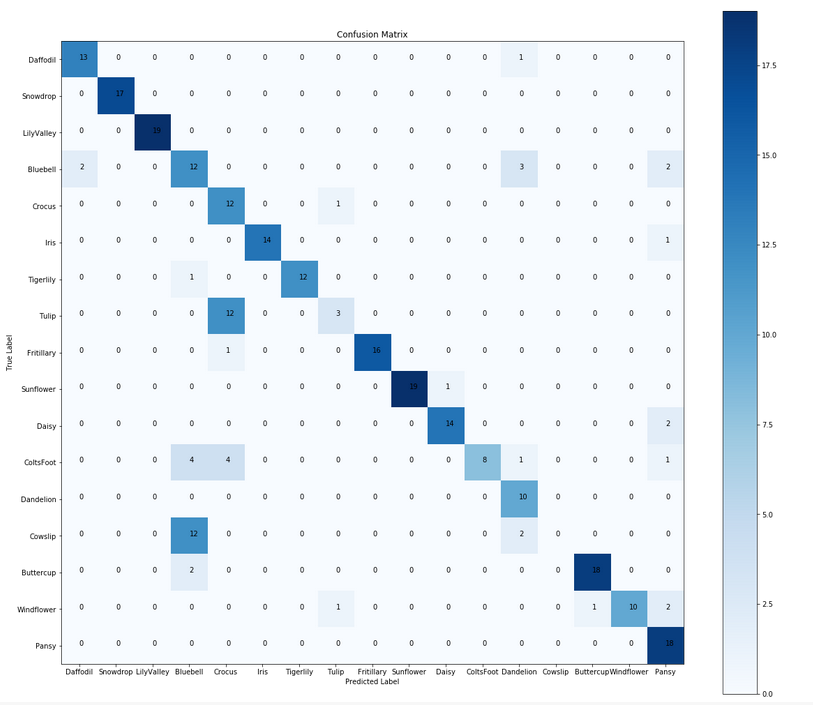 Confusion Matrix
Daffodil 13 0 0 0 0 0 0 0 0 0 0 0 1 0 0 0 0
Snowdrop 0 17 0 0 0 0 0 0 0 0 0 0 0 0 0 0 0
LilyValley 0 0 19 0 0 0 0 0 0 0 0 0 0 0 0 0 0
Bluebell 2 0 0 12 0 0 0 0 0 0 0 0 3 0 0 0 2
Crocus 0 0 0 0 12 0 0 1 0 0 0 0 0 0 0 0 0
Iris 0 0 0 0 0 14 0 0 0 0 0 0 0 0 0 0 1
Tigerlily 0 0 0 1 0 0 12 0 0 0 0 0 0 0 0 0 0
Tulip 0 0 0 0 12 0 0 3 0 0 0 0 0 0 0 0 0
Fritillary 0 0 0 0 1 0 0 0 16 0 0 0 0 0 0 0 0
Sunflower 0 0 0 0 0 0 0 0 0 19 1 0 0 0 0 0 0
Daisy 0 0 0 0 0 0 0 0 0 0 14 0 0 0 0 0 2
ColtsFoot 0 0 0 4 4 0 0 0 0 0 0 8 1 0 0 0 1
Dandelion 0 0 0 0 0 0 0 0 0 0 0 0 10 0 0 0 0
Cowslip 0 0 0 12 0 0 0 0 0 0 0 0 2 0 0 0 0
Buttercup 0 0 0 2 0 0 0 0 0 0 0 0 0 0 18 0 0
Windflower 0 0 0 0 0 0 0 1 0 0 0 0 0 0 1 10 2
Pansy 0 0 0 0 0 0 0 0 0 0 0 0 0 0 0 0 18
True Label
Daffodil Snowdrop LilyValley Bluebell Crocus Iris Tigerlily Tulip Fritillary Sunflower Daisy ColtsFoot Dandelion Cowslip Buttercup Windflower Pansy
Predicted Label
17.5
15.0
12.5
10.0
7.5
5.0
2.5
0.0